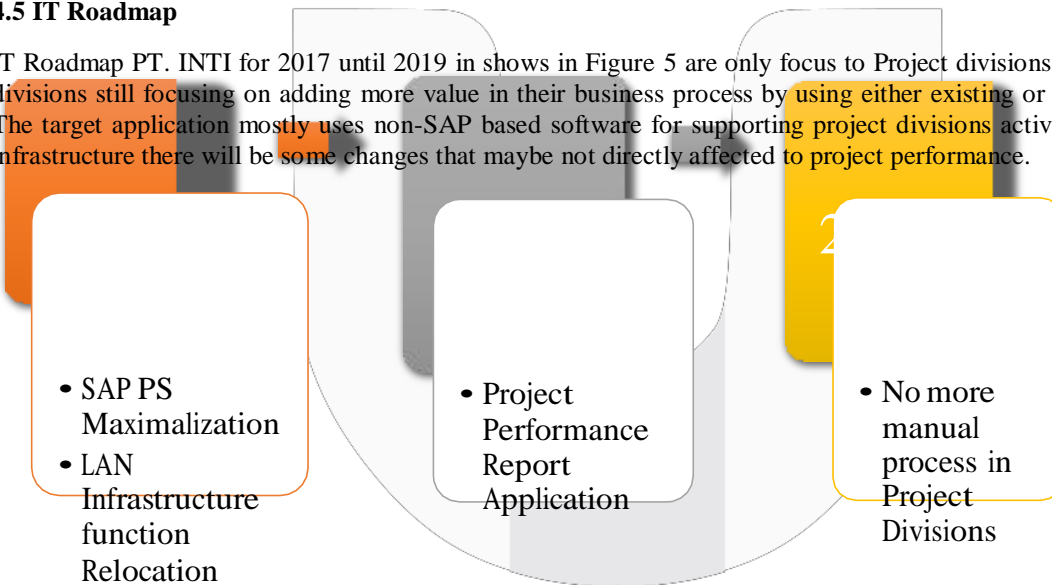 4.5 IT Roadmap
IT Roadmap PT. INTI for 2017 until 2019 in shows in Figure 5 are only focus to Project divisions
divisions still focusing on adding more value in their business process by using either existing or
The target application mostly uses non-SAP based software for supporting project divisions activ
infrastructure there will be some changes that maybe not directly affected to project performance.
2
• SAP PS
Maximalization
• LAN
Infrastructure
function
Relocation
• Project
Performance
Report
Application
• No more
manual
process in
Project
Divisions